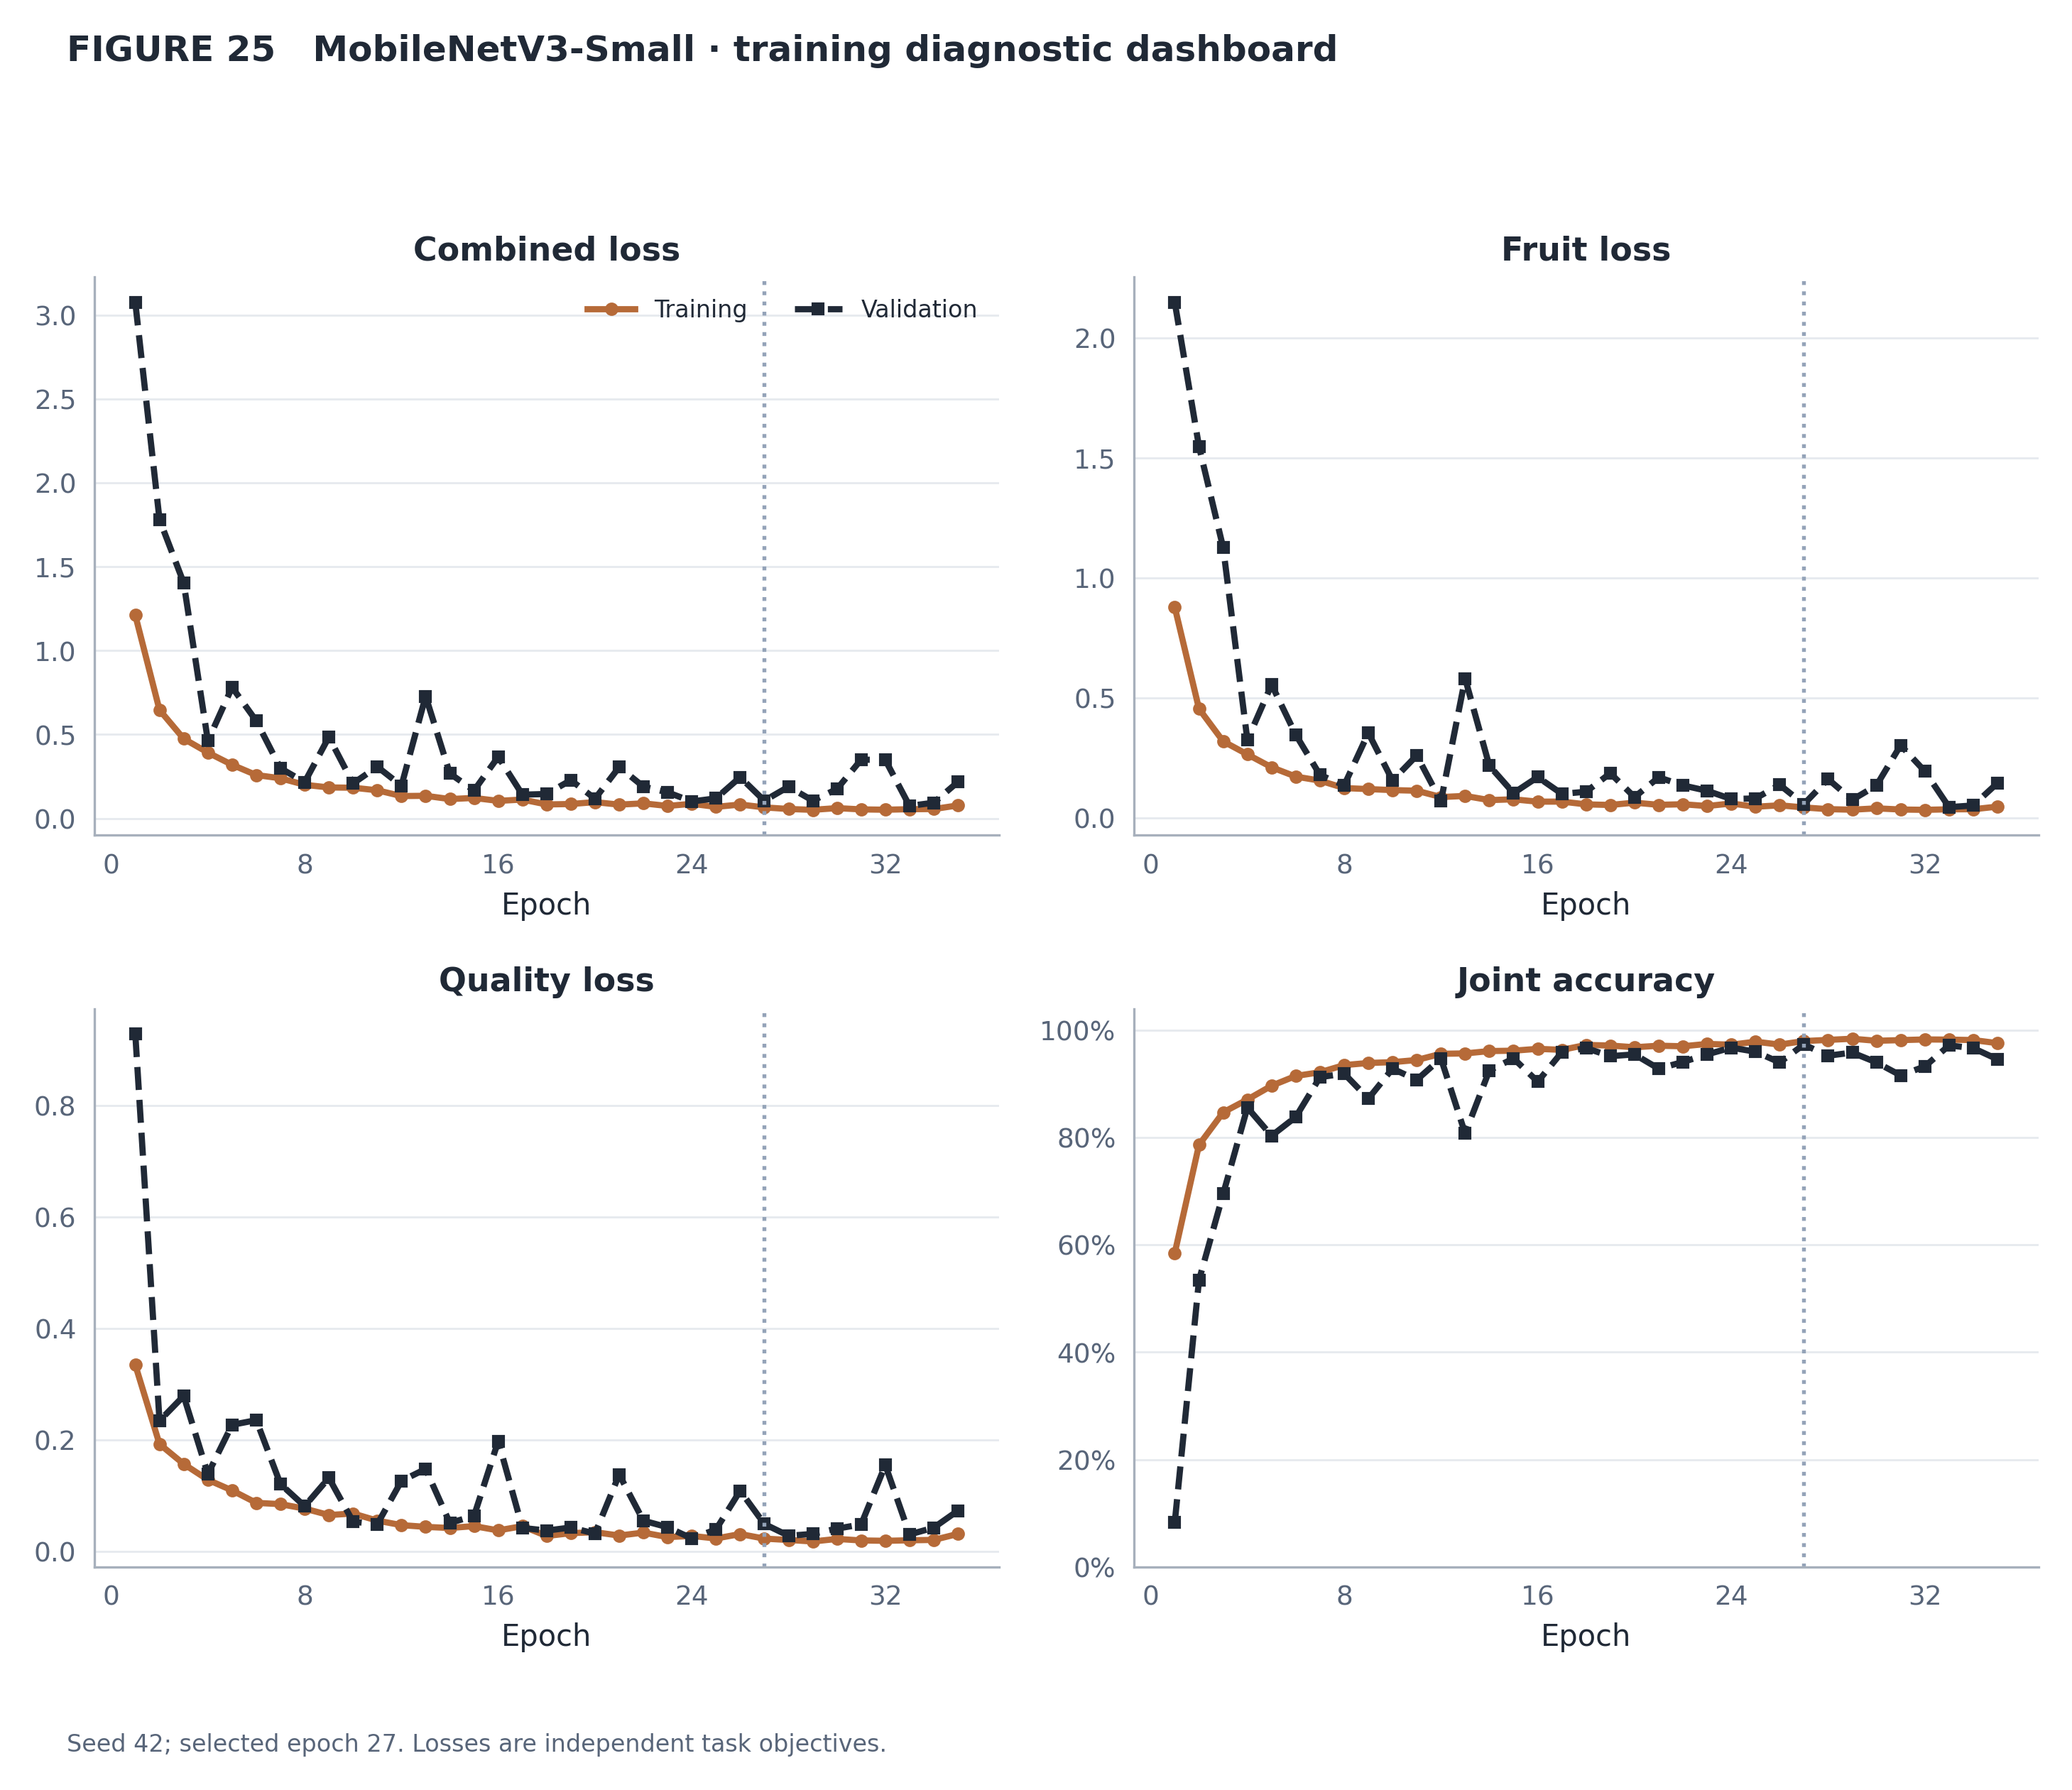 FIGURE 25   MobileNetV3-Small · training diagnostic dashboard
Combined loss
Training
Validation
3.0
2.5
2.0
1.5
1.0
0.5
0.0
0 8 16 24 32
Epoch
Fruit loss
2.0
1.5
1.0
0.5
0.0
0 8 16 24 32
Epoch
Quality loss
0.8
0.6
0.4
0.2
0.0
0 8 16 24 32
Epoch
Joint accuracy
100%
80%
60%
40%
20%
0%
0 8 16 24 32
Epoch
Seed 42; selected epoch 27. Losses are independent task objectives.